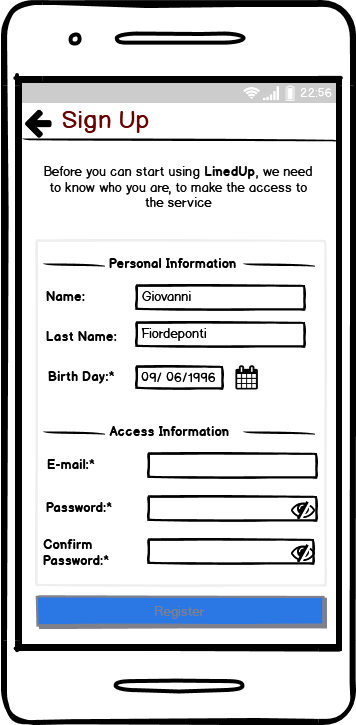 22:56
Sign Up
Before you can start using LinedUp, we need
to know who you are, to make the access to
the service
Personal Information
Name: Giovanni
Last Name: Fiordeponti
Birth Day:* 09/ 06/1996
Access Information
E-mail:*
Password:*
Confirm
Password:*
Register